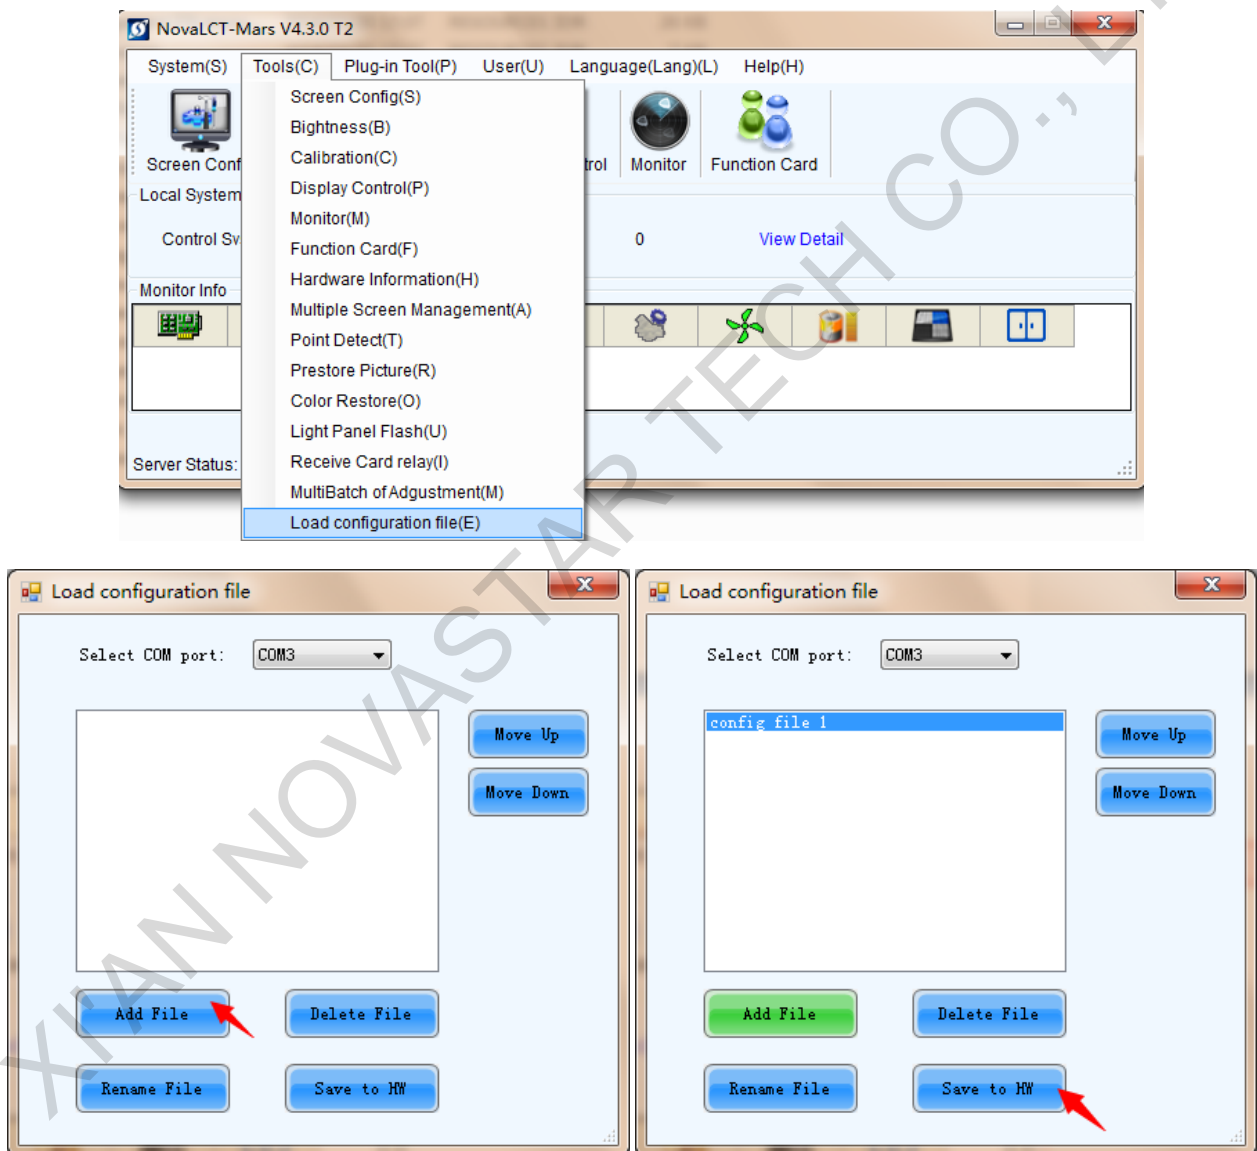 NovaLCT-Mars V4.3.0 T2
System(S) Tools(C) Plug-in Tool(P) User(U) Language(Lang)(L) Help(H)
Screen Config(S)
Bightness(B)
Calibration(C)
Display Control(P)
Monitor(M)
Function Card(F)
Hardware Information(H)
Multiple Screen Management(A)
Point Detect(T)
Prestore Picture(R)
Color Restore(O)
Light Panel Flash(U)
Receive Card relay(I)
MultiBatch of Adgustment(M)
Load configuration file(E)
Screen Conf trol Monitor Function Card
Local System
Control Sy 0 View Detail
Monitor Info
Server Status:
Load configuration file
Select COM port: COM3
Move Up
Move Down
Add File Delete File
Rename File Save to HW
Load configuration file
Select COM port: COM3
config file 1
Move Up
Move Down
Add File Delete File
Rename File Save to HW
XI'AN NOVASTAR TECH CO., L